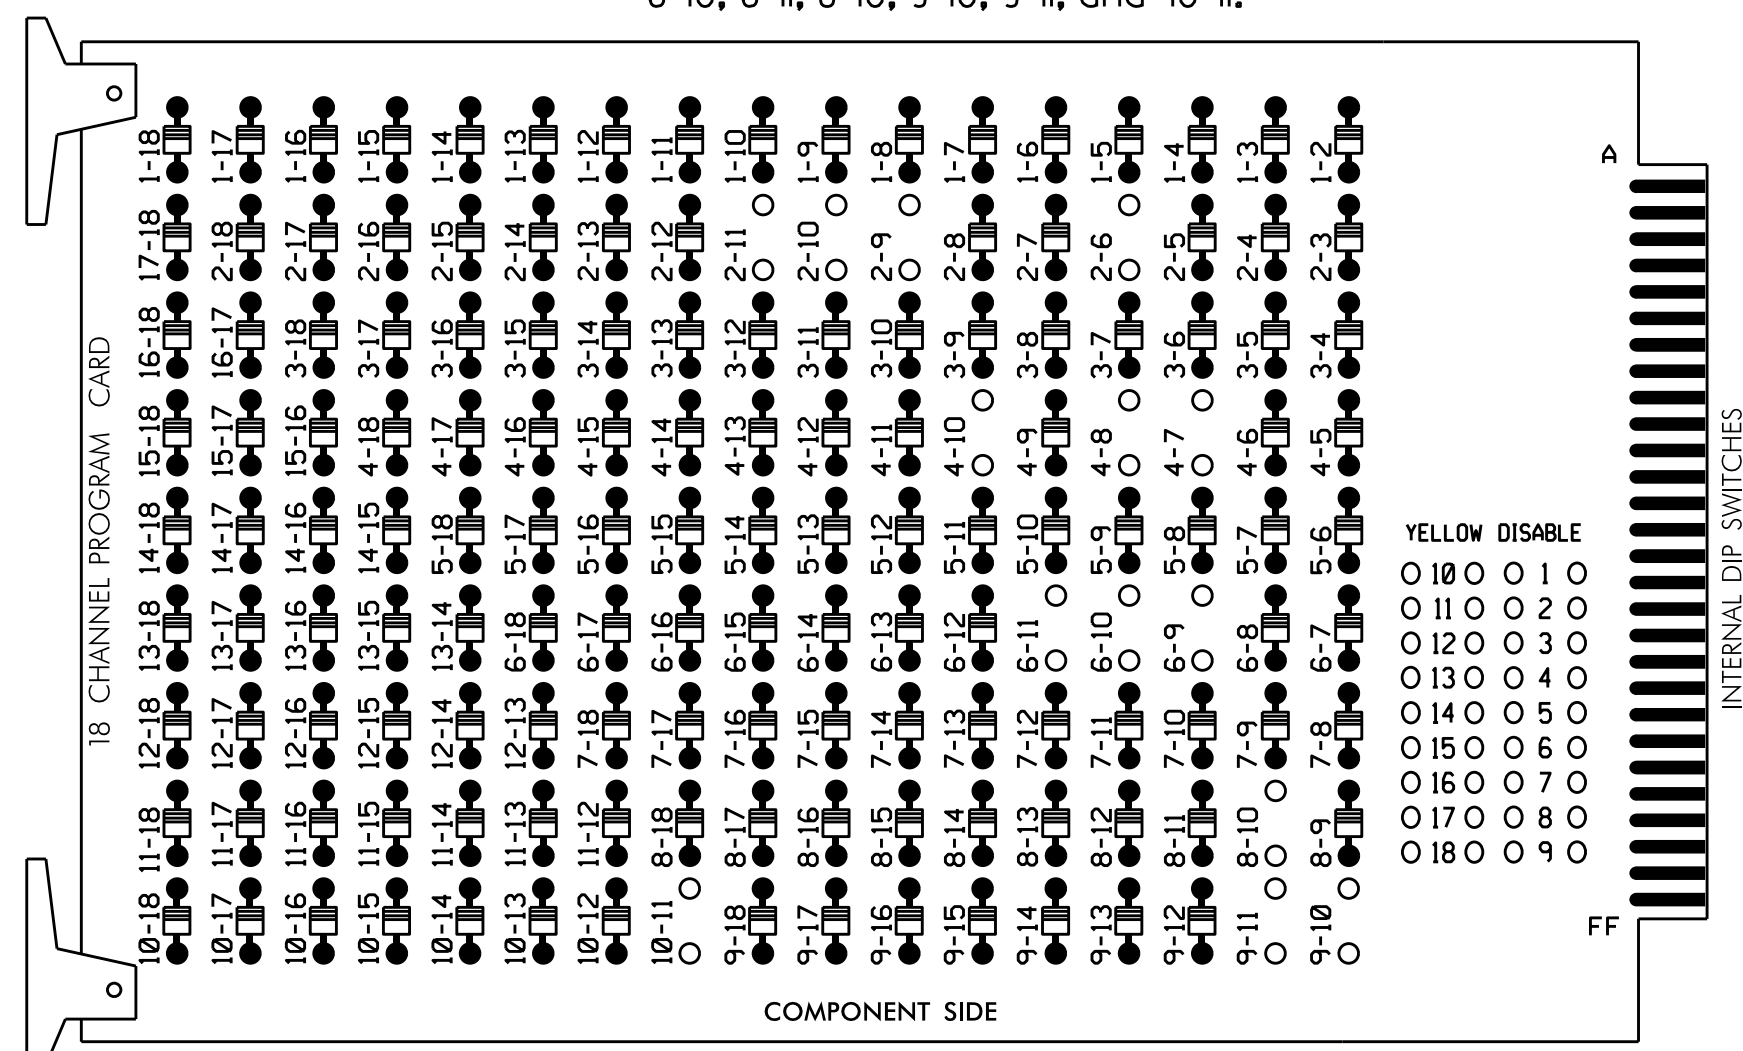 1-18 1-17 1-16 1-15 1-14 1-13 1-12 1-11 1-10 1-9 1-8 1-7 1-6 1-5 1-4 1-3 1-2
A
17-18 2-18 2-17 2-16 2-15 2-14 2-13 2-12 2-11 2-10 2-9 2-8 2-7 2-6 2-5 2-4 2-3
16-18 16-17 3-18 3-17 3-16 3-15 3-14 3-13 3-12 3-11 3-10 3-9 3-8 3-7 3-6 3-5 3-4
15-18 15-17 15-16 4-18 4-17 4-16 4-15 4-14 4-13 4-12 4-11 4-10 4-9 4-8 4-7 4-6 4-5
14-18 14-17 14-16 14-15 5-18 5-17 5-16 5-15 5-14 5-13 5-12 5-11 5-10 5-9 5-8 5-7 5-6
13-18 13-17 13-16 13-15 13-14 6-18 6-17 6-16 6-15 6-14 6-13 6-12 6-11 6-10 6-9 6-8 6-7
12-18 12-17 12-16 12-15 12-14 12-13 7-18 7-17 7-16 7-15 7-14 7-13 7-12 7-11 7-10 7-9 7-8
11-18 11-17 11-16 11-15 11-14 11-13 11-12 8-18 8-17 8-16 8-15 8-14 8-13 8-12 8-11 8-10 8-9
10-18 10-17 10-16 10-15 10-14 10-13 10-12 10-11 9-18 9-17 9-16 9-15 9-14 9-13 9-12 9-11 9-10
18 CHANNEL PROGRAM CARD
YELLOW DISABLE
10 1
11 2
12 3
13 4
14 5
15 6
16 7
17 8
18 9
FF
INTERNAL DIP SWITCHES
COMPONENT SIDE